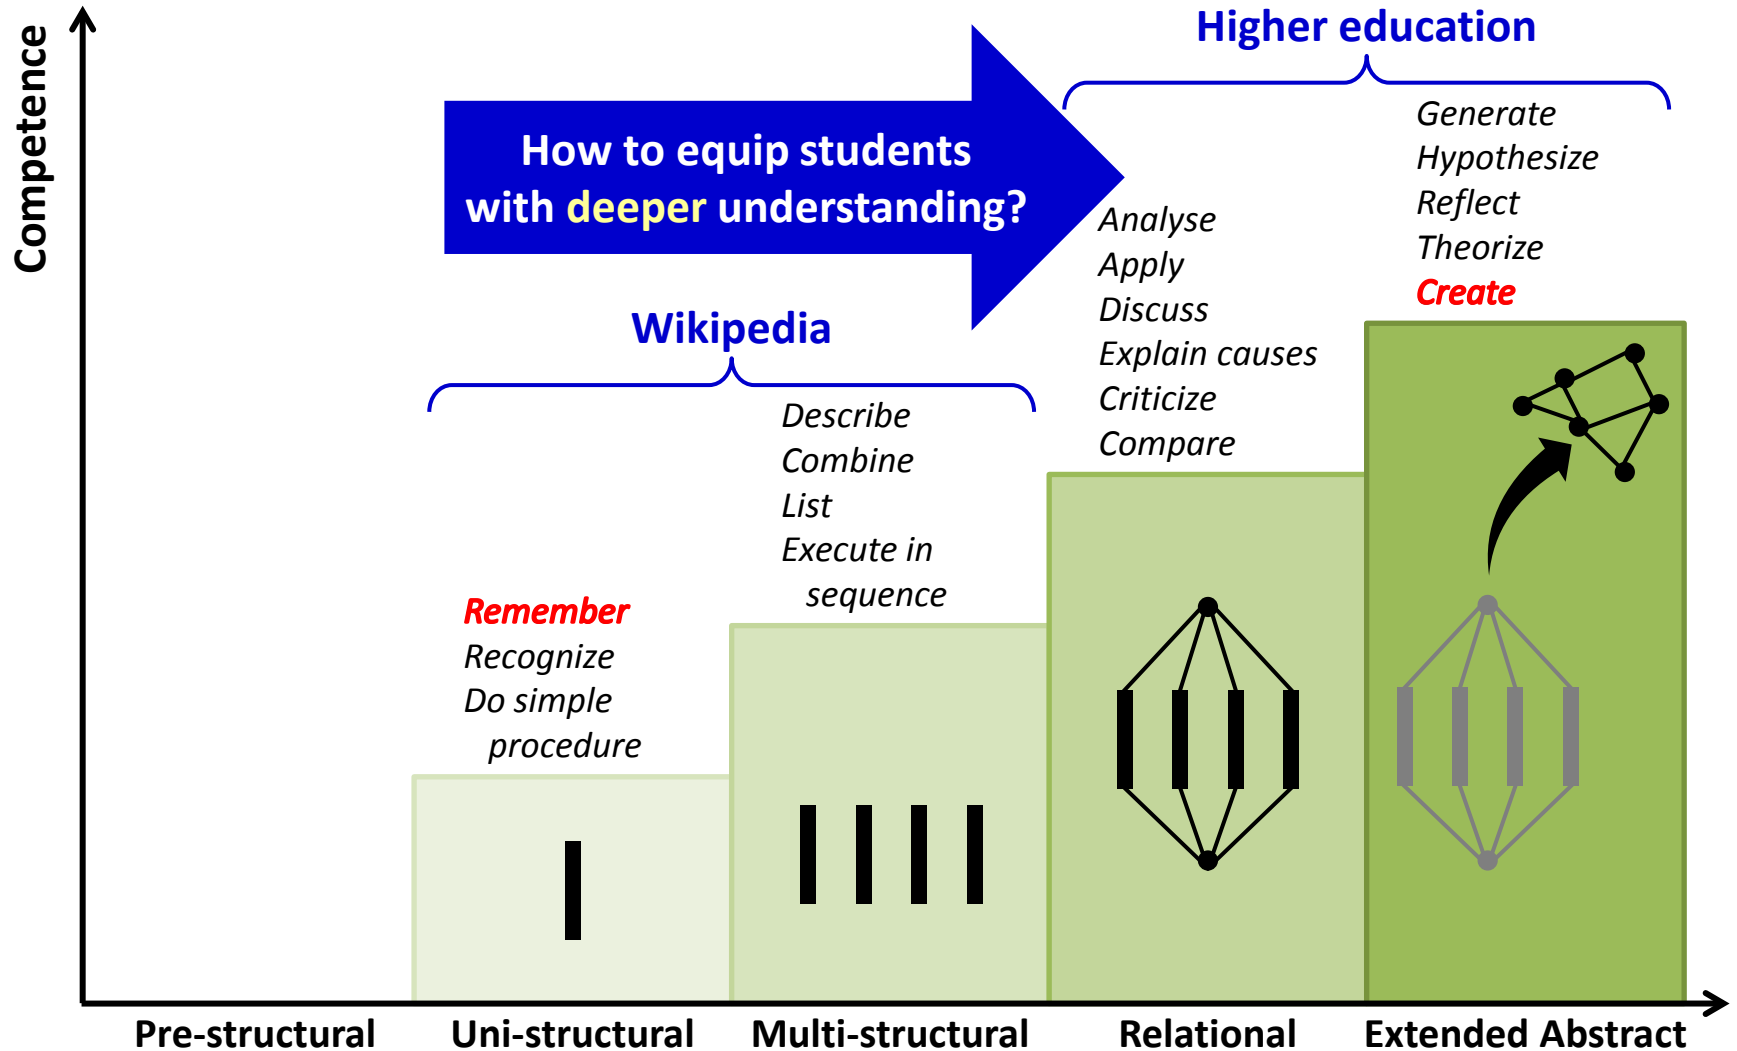 Competence
Higher education
How to equip students
with deeper understanding?
Wikipedia
Generate
Hypothesize
Reflect
Theorize
Create
Analyse
Apply
Discuss
Explain causes
Criticize
Compare
Describe
Combine
List
Execute in
sequence
Remember
Recognize
Do simple
procedure
Pre-structural
Uni-structural
Multi-structural
Relational
Extended Abstract